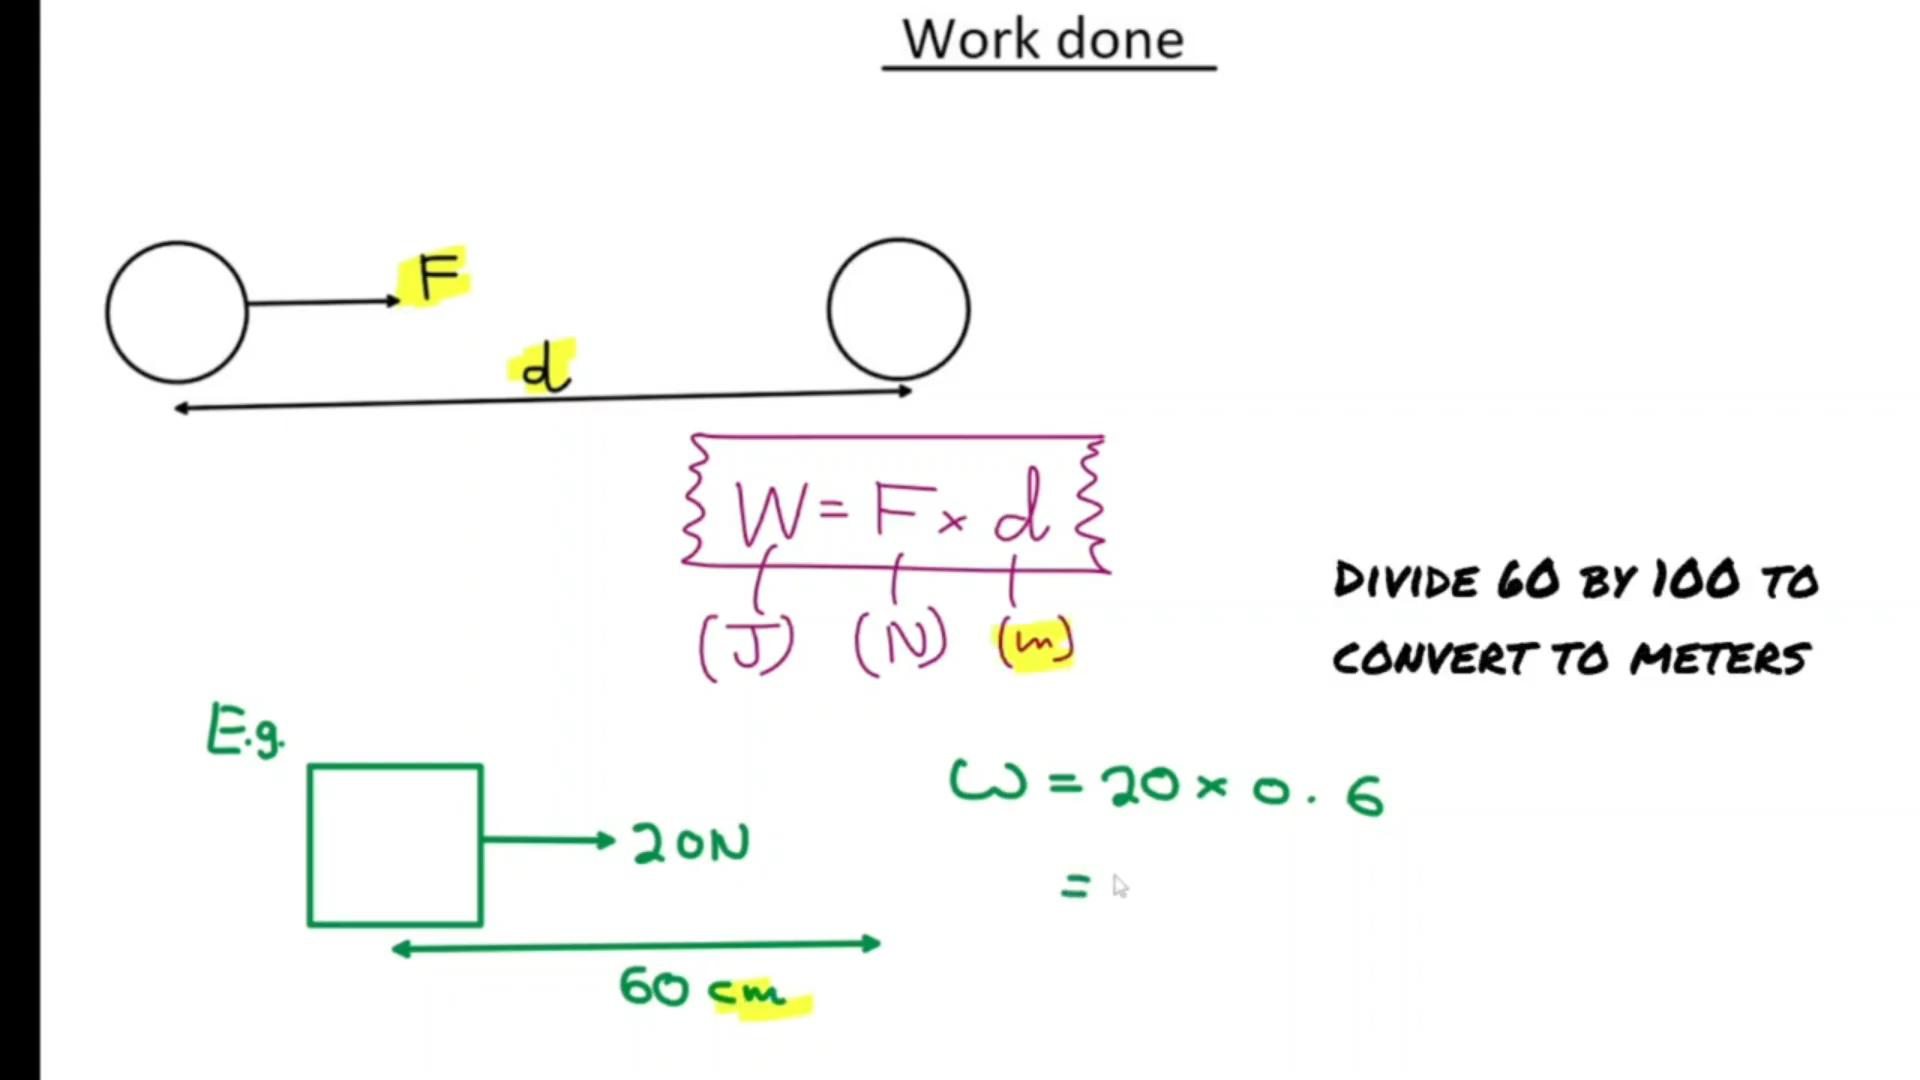 Work done
F
d
W = F x d
(J) (N) (m)
DIVIDE 60 BY 100 TO
CONVERT TO METERS
E.g.
20N
60 cm
W = 20 x 0.6
=